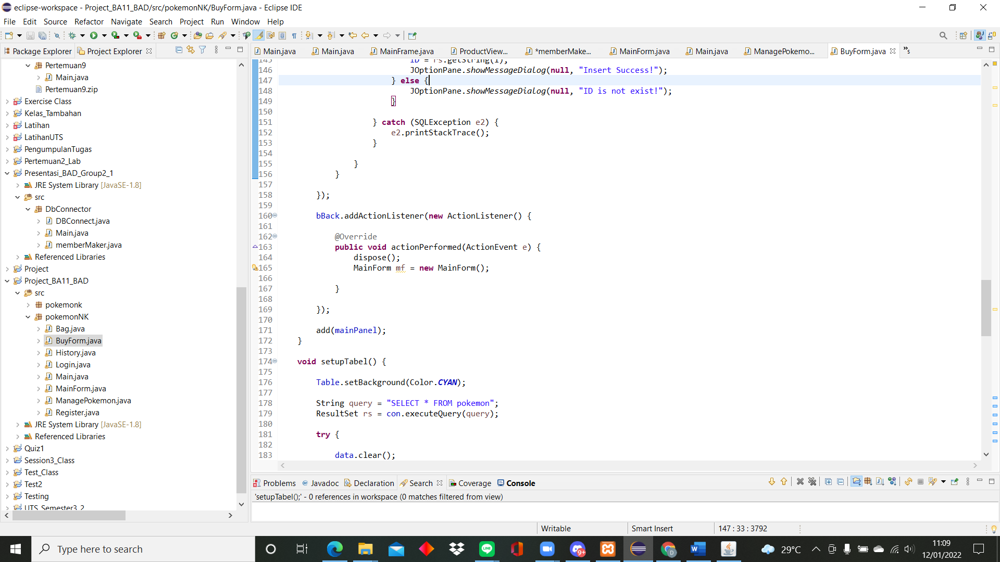 eclipse-workspace - Project_BA11_BAD/src/pokemonNK/BuyForm.java - Eclipse IDE
File Edit Source Refactor Navigate Search Project Run Window Help
Package Explorer Project Explorer
Main.java Main.java MainFrame.java ProductView... *memberMake... MainForm.java Main.java ManagePokemo... BuyForm.java »5
Pertemuan9
Main.java
Pertemuan9.zip
Exercise Class
Kelas_Tambahan
Latihan
LatihanUTS
PengumpulanTugas
Pertemuan2_Lab
Presentasi_BAD_Group2_1
JRE System Library [JavaSE-1.8]
src
DbConnector
DBConnect.java
Main.java
memberMaker.java
Referenced Libraries
Project
Project_BA11_BAD
src
pokemonk
pokemonNK
Bag.java
BuyForm.java
History.java
Login.java
Main.java
MainForm.java
ManagePokemon.java
Register.java
JRE System Library [JavaSE-1.8]
Referenced Libraries
Quiz1
Session3_Class
Test_Class
Test2
Testing
UTS_Semester3_2
145 ID = rs.getString(1);
146 JOptionPane.showMessageDialog(null, "Insert Success!");
147 } else {
148 JOptionPane.showMessageDialog(null, "ID is not exist!");
149 }
150
151 } catch (SQLException e2) {
152 e2.printStackTrace();
153 }
154
155 }
156 }
157
158 });
159
160 bBack.addActionListener(new ActionListener() {
161
162 @Override
163 public void actionPerformed(ActionEvent e) {
164 dispose();
165 MainForm mf = new MainForm();
166
167 }
168
169 });
170
171 add(mainPanel);
172 }
173
174 void setupTabel() {
175
176 Table.setBackground(Color.CYAN);
177
178 String query = "SELECT * FROM pokemon";
179 ResultSet rs = con.executeQuery(query);
180
181 try {
182
183 data.clear();
Problems Javadoc Declaration Search Coverage Console
'setupTabel();' - 0 references in workspace (0 matches filtered from view)
Writable Smart Insert 147 : 33 : 3792
Type here to search
LINE
9+
29°C
11:09
12/01/2022